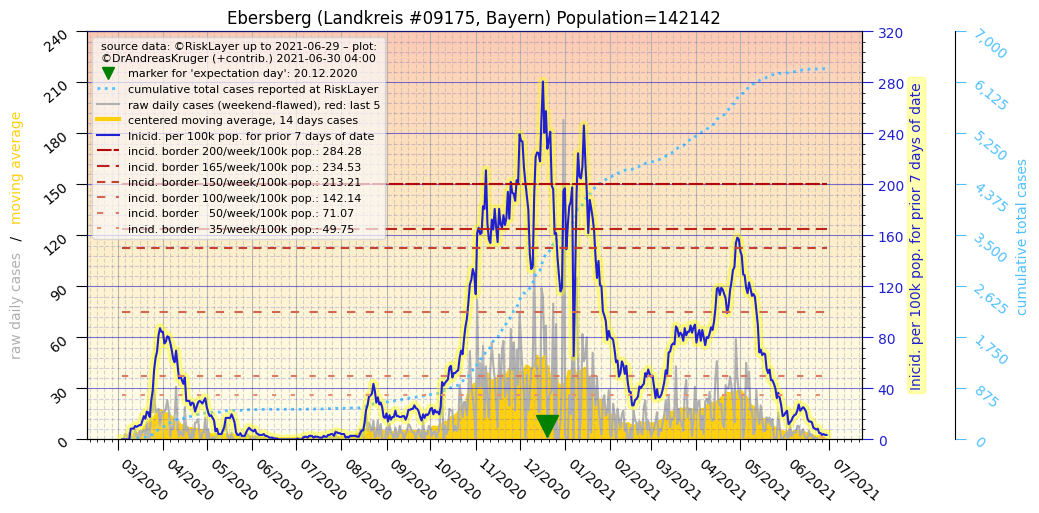 Ebersberg (Landkreis #09175, Bayern) Population=142142
source data: ©RiskLayer up to 2021-06-29 – plot:
©DrAndreasKruger (+contrib.) 2021-06-30 04:00
marker for 'expectation day': 20.12.2020
cumulative total cases reported at RiskLayer
raw daily cases (weekend-flawed), red: last 5
centered moving average, 14 days cases
Inicid. per 100k pop. for prior 7 days of date
incid. border 200/week/100k pop.: 284.28
incid. border 165/week/100k pop.: 234.53
incid. border 150/week/100k pop.: 213.21
incid. border 100/week/100k pop.: 142.14
incid. border 50/week/100k pop.: 71.07
incid. border 35/week/100k pop.: 49.75
raw daily cases / moving average
240
210
180
150
120
90
60
30
0
320
280
240
200
160
120
80
40
0
Inicid. per 100k pop. for prior 7 days of date
7,000
6,125
5,250
4,375
3,500
2,625
1,750
875
0
cumulative total cases
03/2020
04/2020
05/2020
06/2020
07/2020
08/2020
09/2020
10/2020
11/2020
12/2020
01/2021
02/2021
03/2021
04/2021
05/2021
06/2021
07/2021